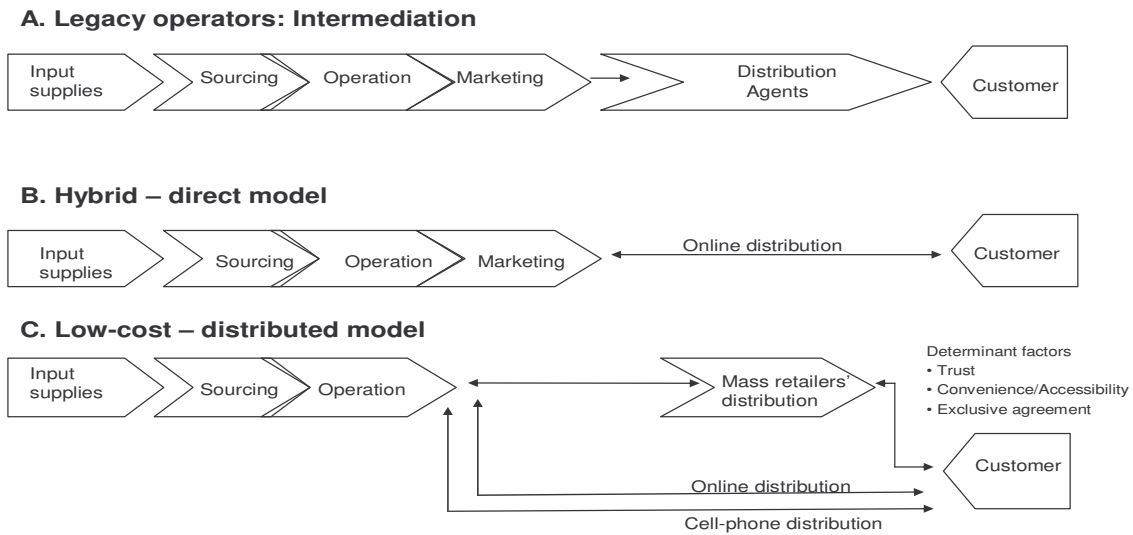 A. Legacy operators: Intermediation
Input
supplies
Sourcing
Operation
Marketing
Distribution
Agents
Customer
B. Hybrid – direct model
Input
supplies
Sourcing
Operation
Marketing
Online distribution
Customer
C. Low-cost – distributed model
Input
supplies
Sourcing
Operation
Mass retailers’
distribution
Determinant factors
• Trust
• Convenience/Accessibility
• Exclusive agreement
Customer
Online distribution
Cell-phone distribution